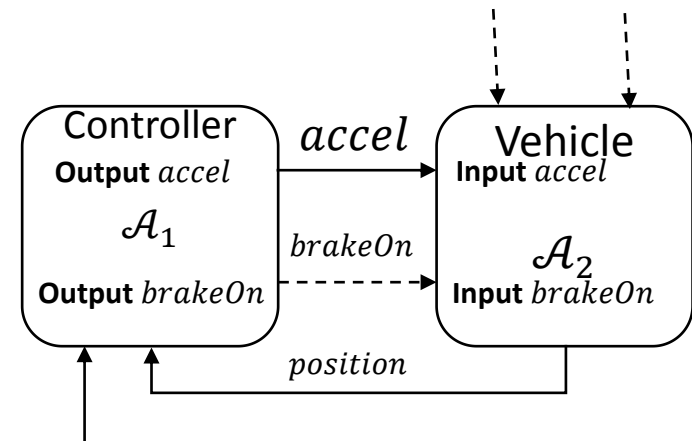 Controller
Output accel
𝒜1
Output brakeOn
accel
brakeOn
position
Vehicle
Input accel
𝒜2
Input brakeOn